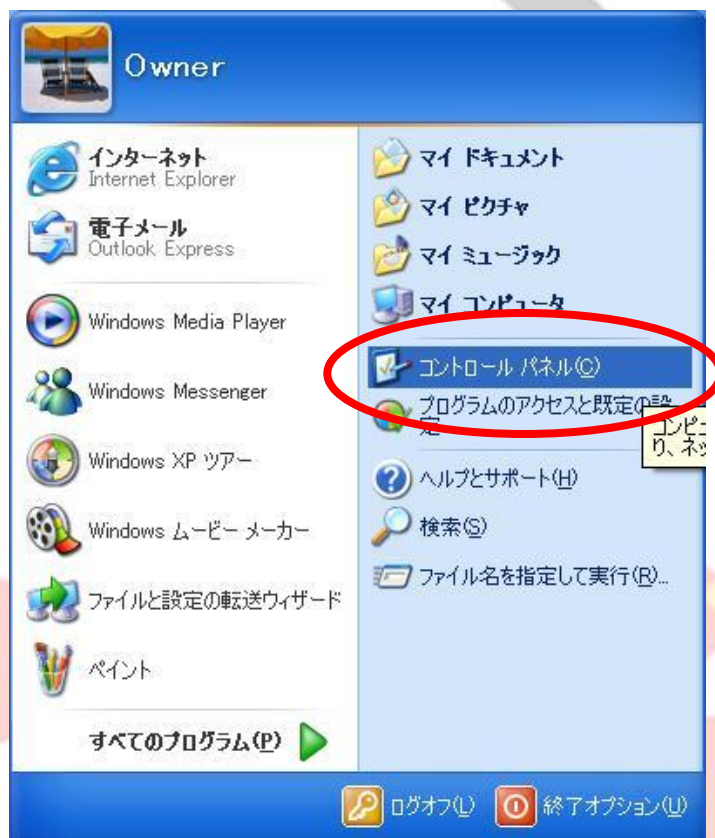 Owner
インターネット
Internet Explorer
電子メール
Outlook Express
Windows Media Player
Windows Messenger
Windows XP ツアー
Windows ムービー メーカー
ファイルと設定の転送ウィザード
ペイント
すべてのプログラム(P)
マイ ドキュメント
マイ ピクチャ
マイ ミュージック
マイ コンピュータ
コントロール パネル(C)
プログラムのアクセスと既定の設
定
コンピ
り、ネッ
ヘルプとサポート(H)
検索(S)
ファイル名を指定して実行(R)...
ログオフ(L)
終了オプション(U)